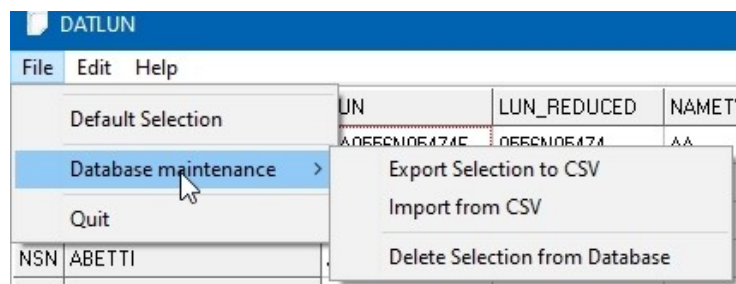 DATLUN
File Edit Help
UN LUN_REDUCED NAMET
Default Selection
AA
Database maintenance >
Export Selection to CSV
Import from CSV
Quit
Delete Selection from Database
NSN ABETTI